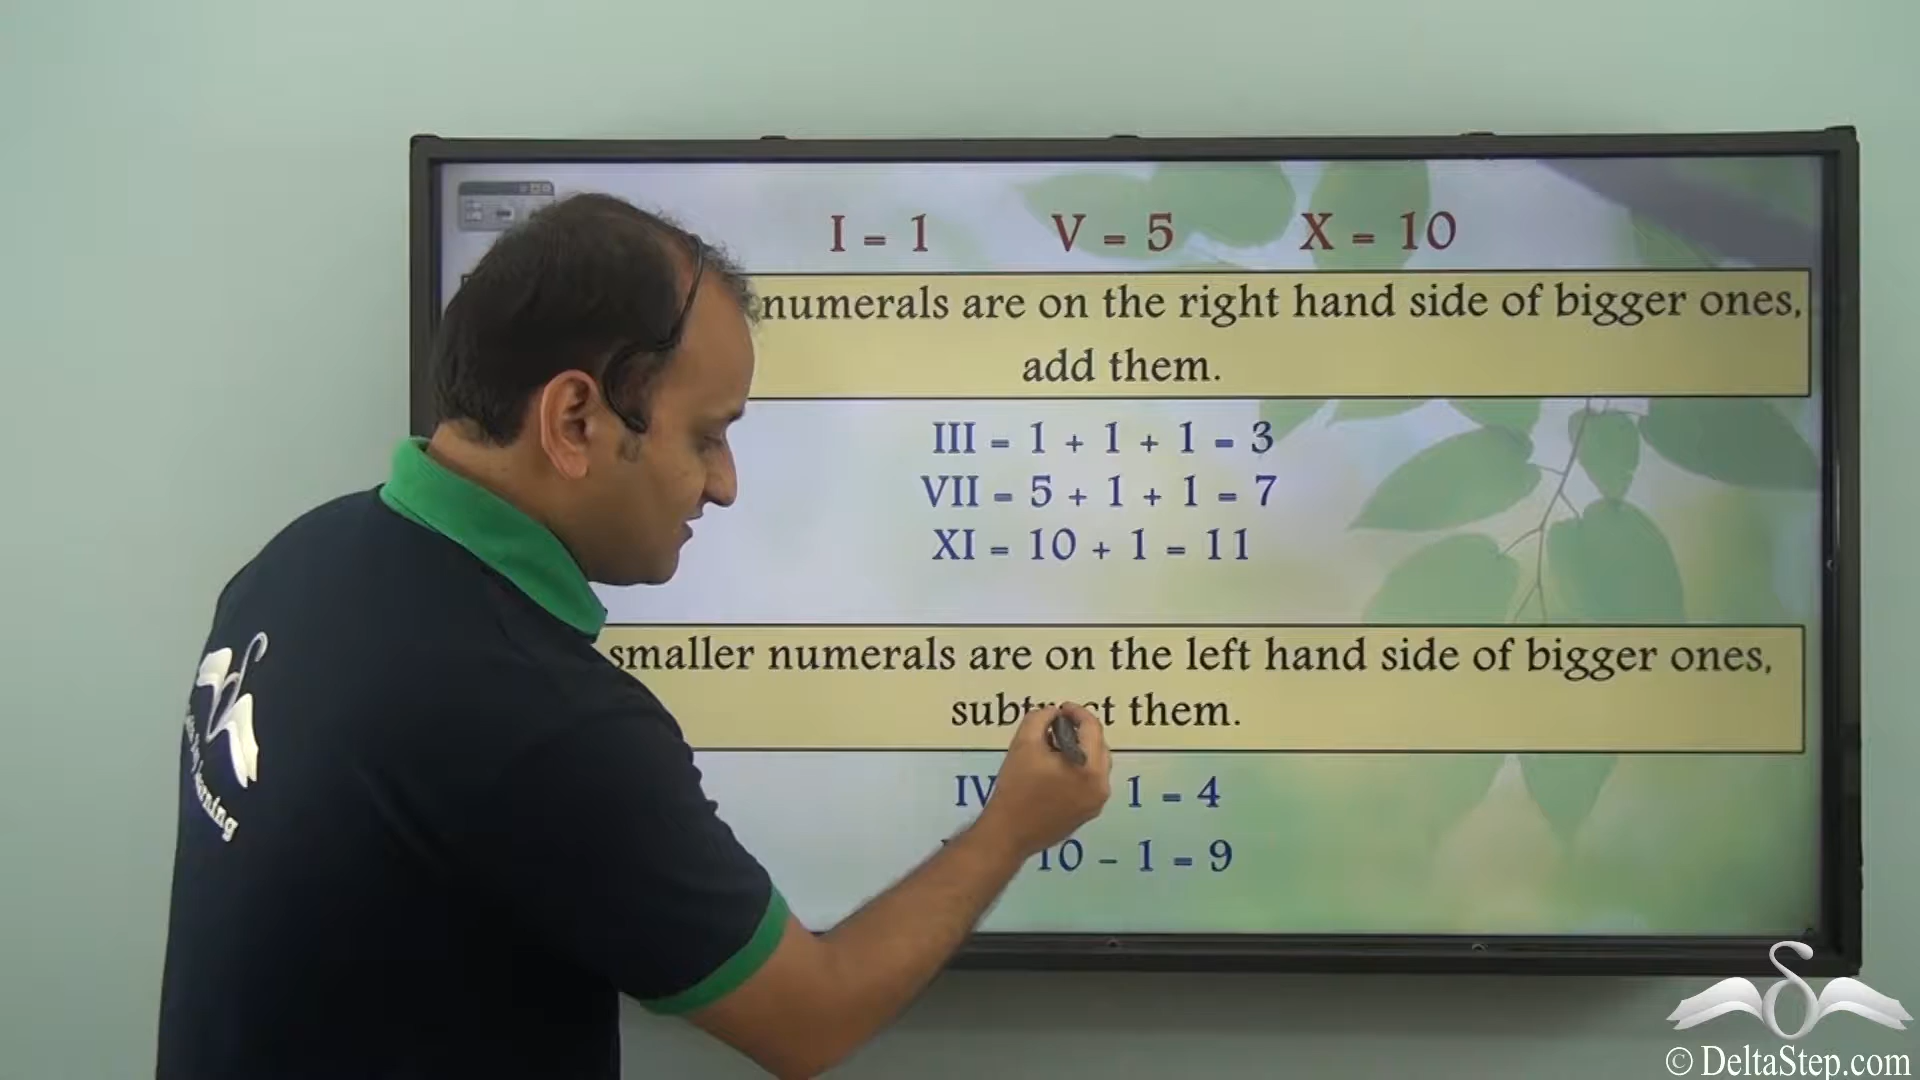 I = 1 V = 5 X = 10
numerals are on the right hand side of bigger ones,
add them.
III = 1 + 1 + 1 = 3
VII = 5 + 1 + 1 = 7
XI = 10 + 1 = 11
smaller numerals are on the left hand side of bigger ones,
them.
IV 1 = 4
10 - 1 = 9
© DeltaStep.com